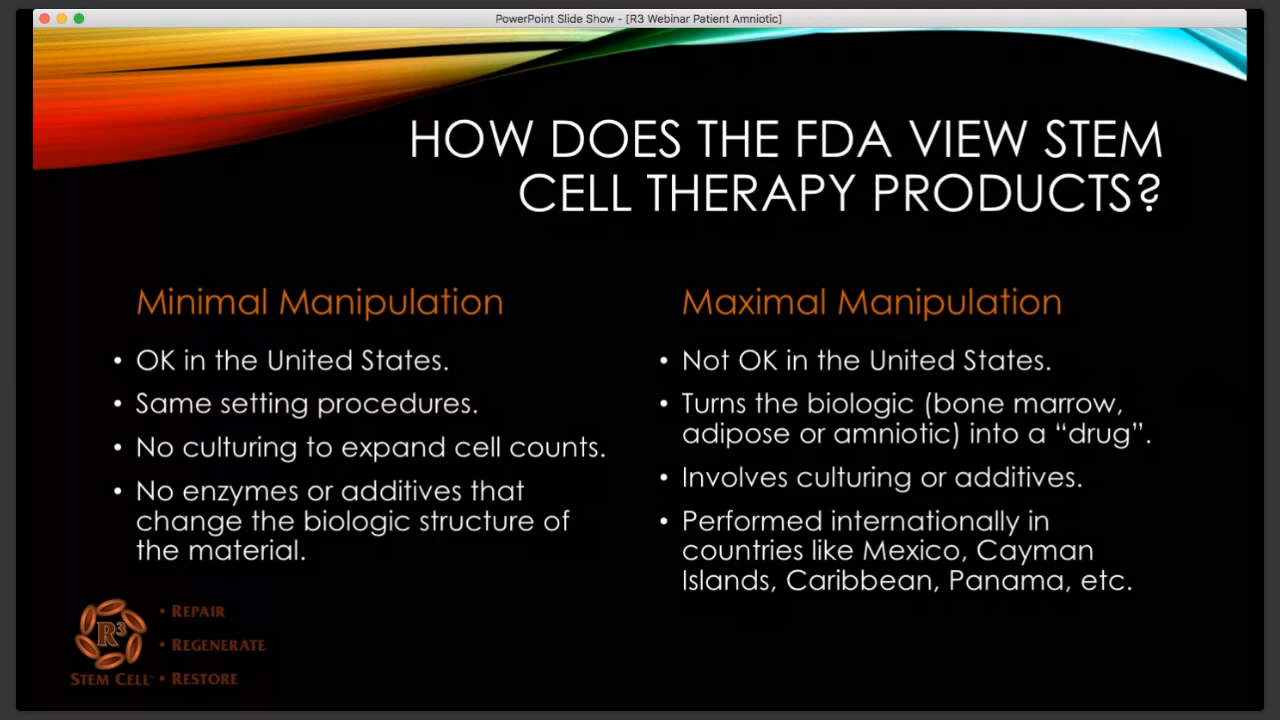 PowerPoint Slide Show - [R3 Webinar Patient Amniotic]
HOW DOES THE FDA VIEW STEM
CELL THERAPY PRODUCTS?
Minimal Manipulation
• OK in the United States.
• Same setting procedures.
• No culturing to expand cell counts.
• No enzymes or additives that
change the biologic structure of
the material.
Maximal Manipulation
• Not OK in the United States.
• Turns the biologic (bone marrow,
adipose or amniotic) into a “drug”.
• Involves culturing or additives.
• Performed internationally in
countries like Mexico, Cayman
Islands, Caribbean, Panama, etc.
R³
STEM CELL
• REPAIR
• REGENERATE
• RESTORE